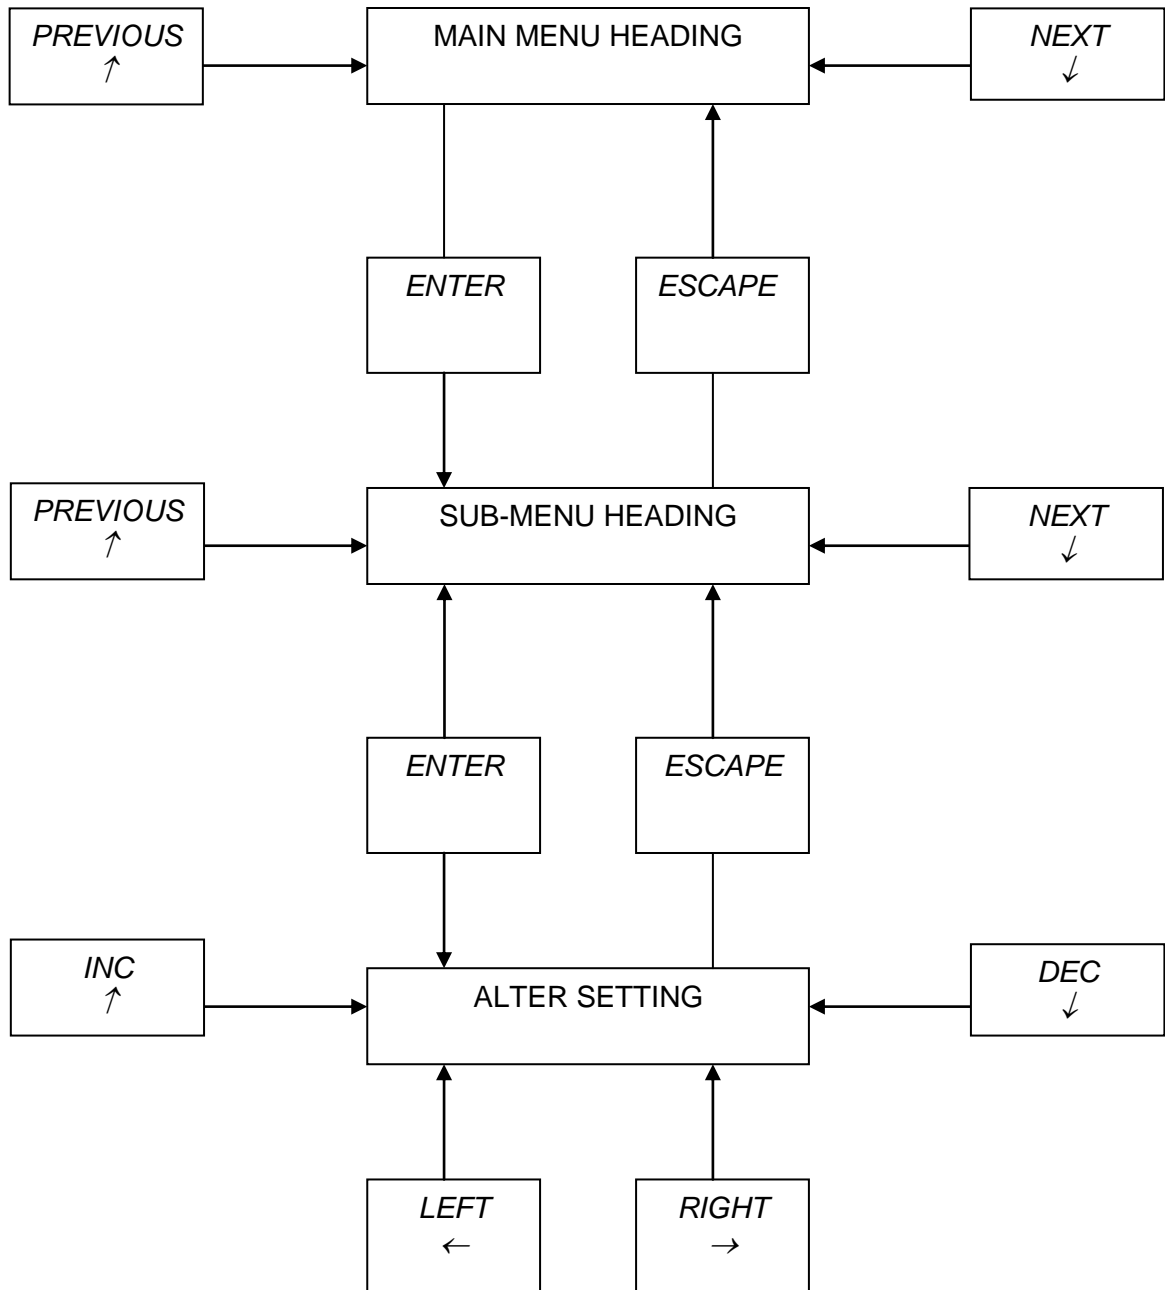 PREVIOUS
↑
MAIN MENU HEADING
NEXT
↓
ENTER
ESCAPE
PREVIOUS
↑
SUB-MENU HEADING
NEXT
↓
ENTER
ESCAPE
INC
↑
ALTER SETTING
DEC
↓
LEFT
←
RIGHT
→